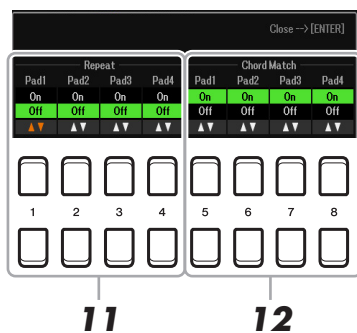 Close --> [ENTER]
Repeat Chord Match
Pad1 Pad2 Pad3 Pad4 Pad1 Pad2 Pad3 Pad4
On On On On On On On On
Off Off Off Off Off Off Off Off
1 2 3 4 5 6 7 8
11 12